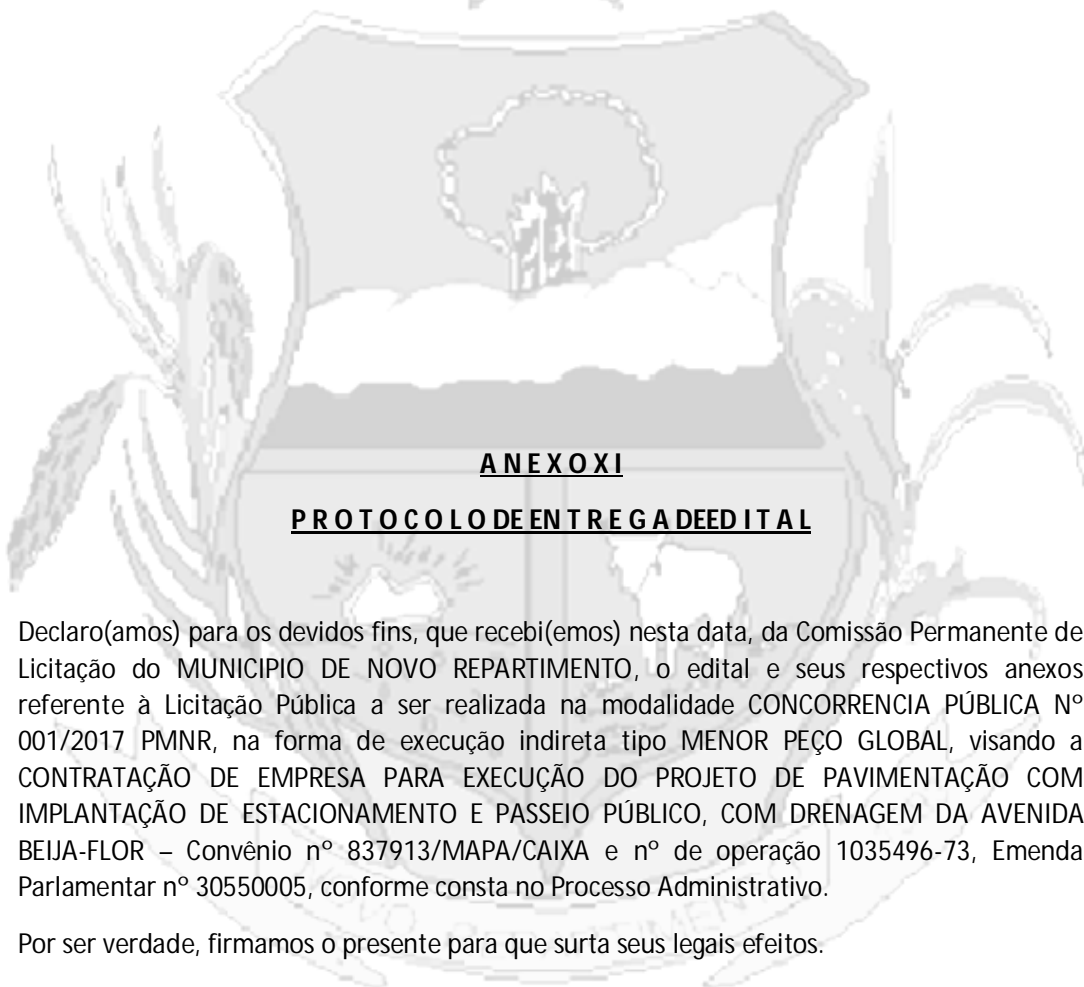 A N E X O X I
P R O T O C O L O DE EN T R E G A DEED I T A L
Declaro(amos) para os devidos fins, que recebi(emos) nesta data, da Comissão Permanente de
Licitação do MUNICIPIO DE NOVO REPARTIMENTO, o edital e seus respectivos anexos
referente à Licitação Pública a ser realizada na modalidade CONCORRENCIA PÚBLICA Nº
001/2017 PMNR, na forma de execução indireta tipo MENOR PEÇO GLOBAL, visando a
CONTRATAÇÃO DE EMPRESA PARA EXECUÇÃO DO PROJETO DE PAVIMENTAÇÃO COM
IMPLANTAÇÃO DE ESTACIONAMENTO E PASSEIO PÚBLICO, COM DRENAGEM DA AVENIDA
BEIJA-FLOR – Convênio nº 837913/MAPA/CAIXA e nº de operação 1035496-73, Emenda
Parlamentar nº 30550005, conforme consta no Processo Administrativo.
Por ser verdade, firmamos o presente para que surta seus legais efeitos.